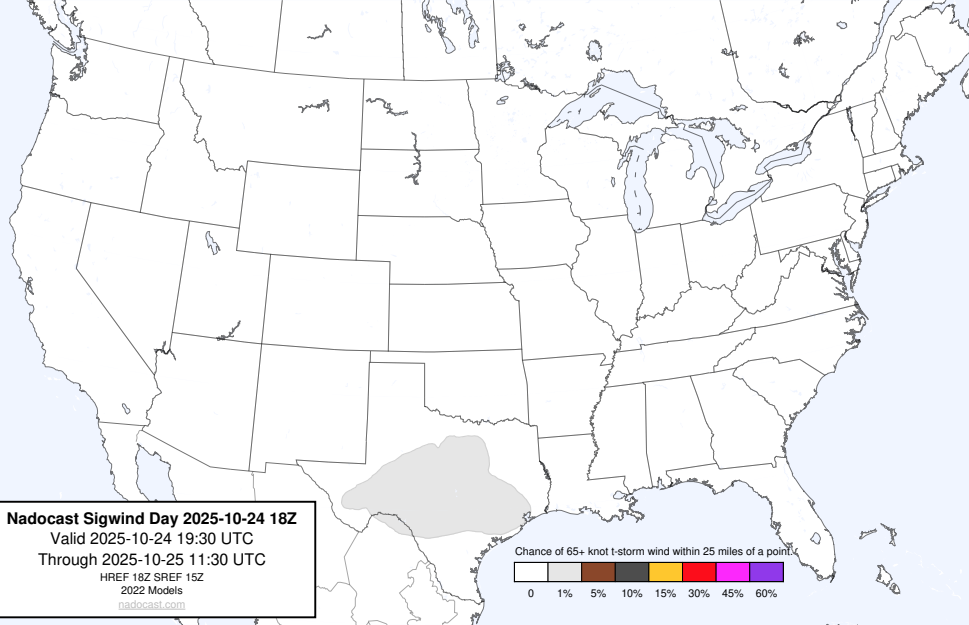 Nadocast Sigwind Day 2025-10-24 18Z
Valid 2025-10-24 19:30 UTC
Through 2025-10-25 11:30 UTC
HREF 18Z SREF 15Z
2022 Models
nadocast.com
Chance of 65+ knot t-storm wind within 25 miles of a point.
0 1% 5% 10% 15% 30% 45% 60%